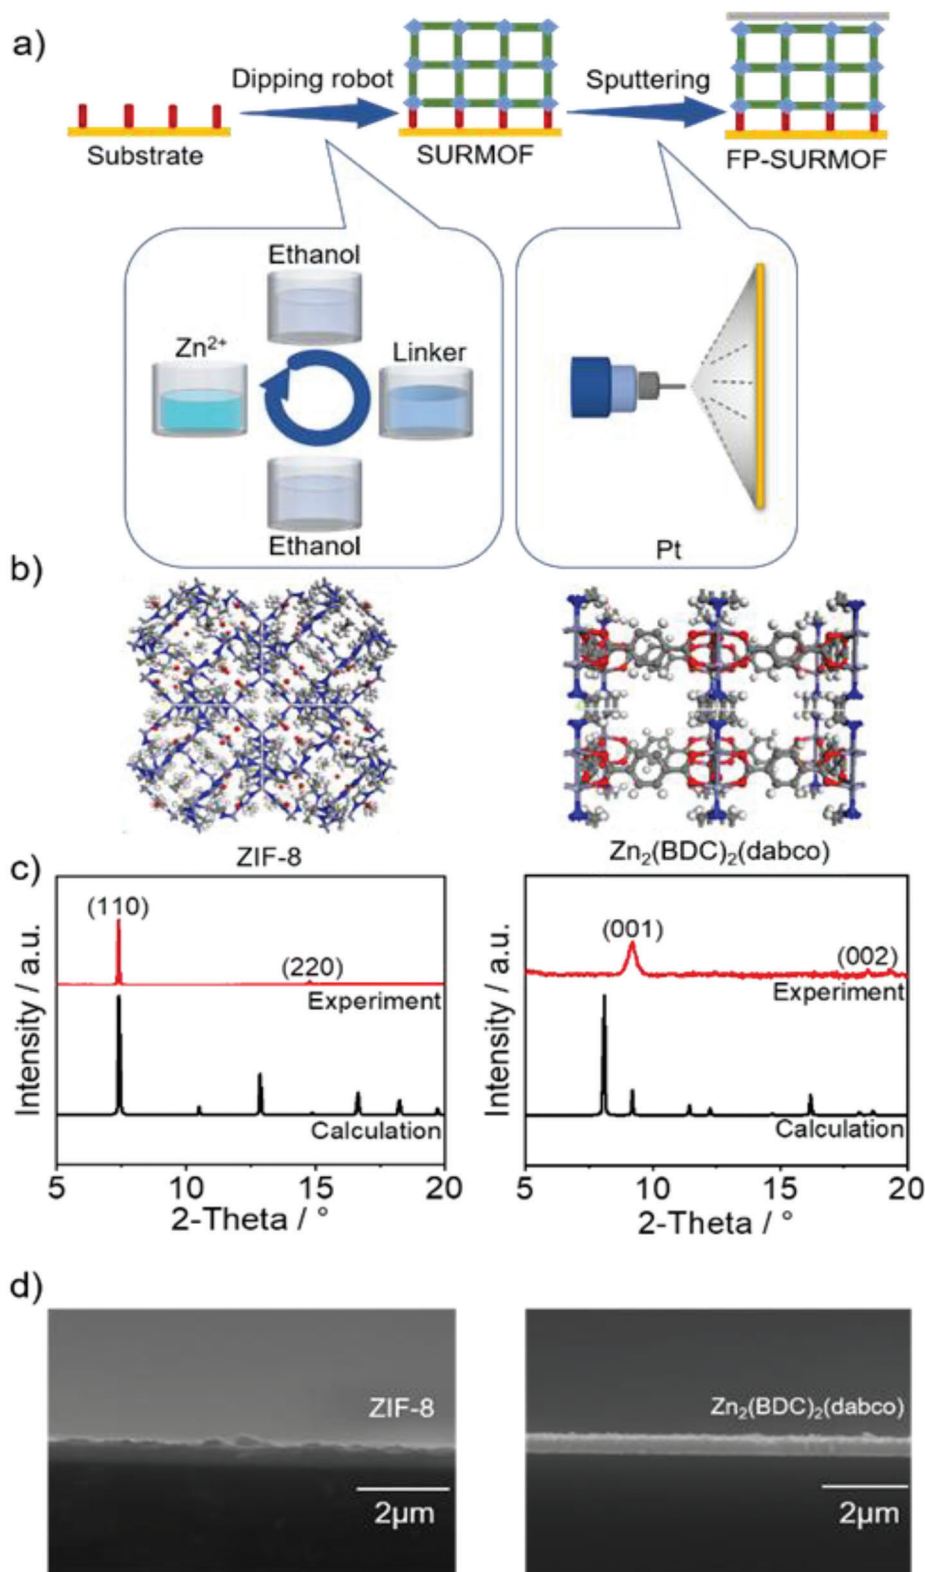 a)
Dipping robot
Sputtering
Substrate
SURMOF
FP-SURMOF
Ethanol
Zn²⁺
Linker
Ethanol
Pt
b)
ZIF-8
Zn₂(BDC)₂(dabco)
c)
(110)
(220)
Experiment
Calculation
Intensity / a.u.
5 10 15 20
2-Theta / °
(001)
(002)
Experiment
Calculation
Intensity / a.u.
5 10 15 20
2-Theta / °
d)
ZIF-8
2μm
Zn₂(BDC)₂(dabco)
2μm